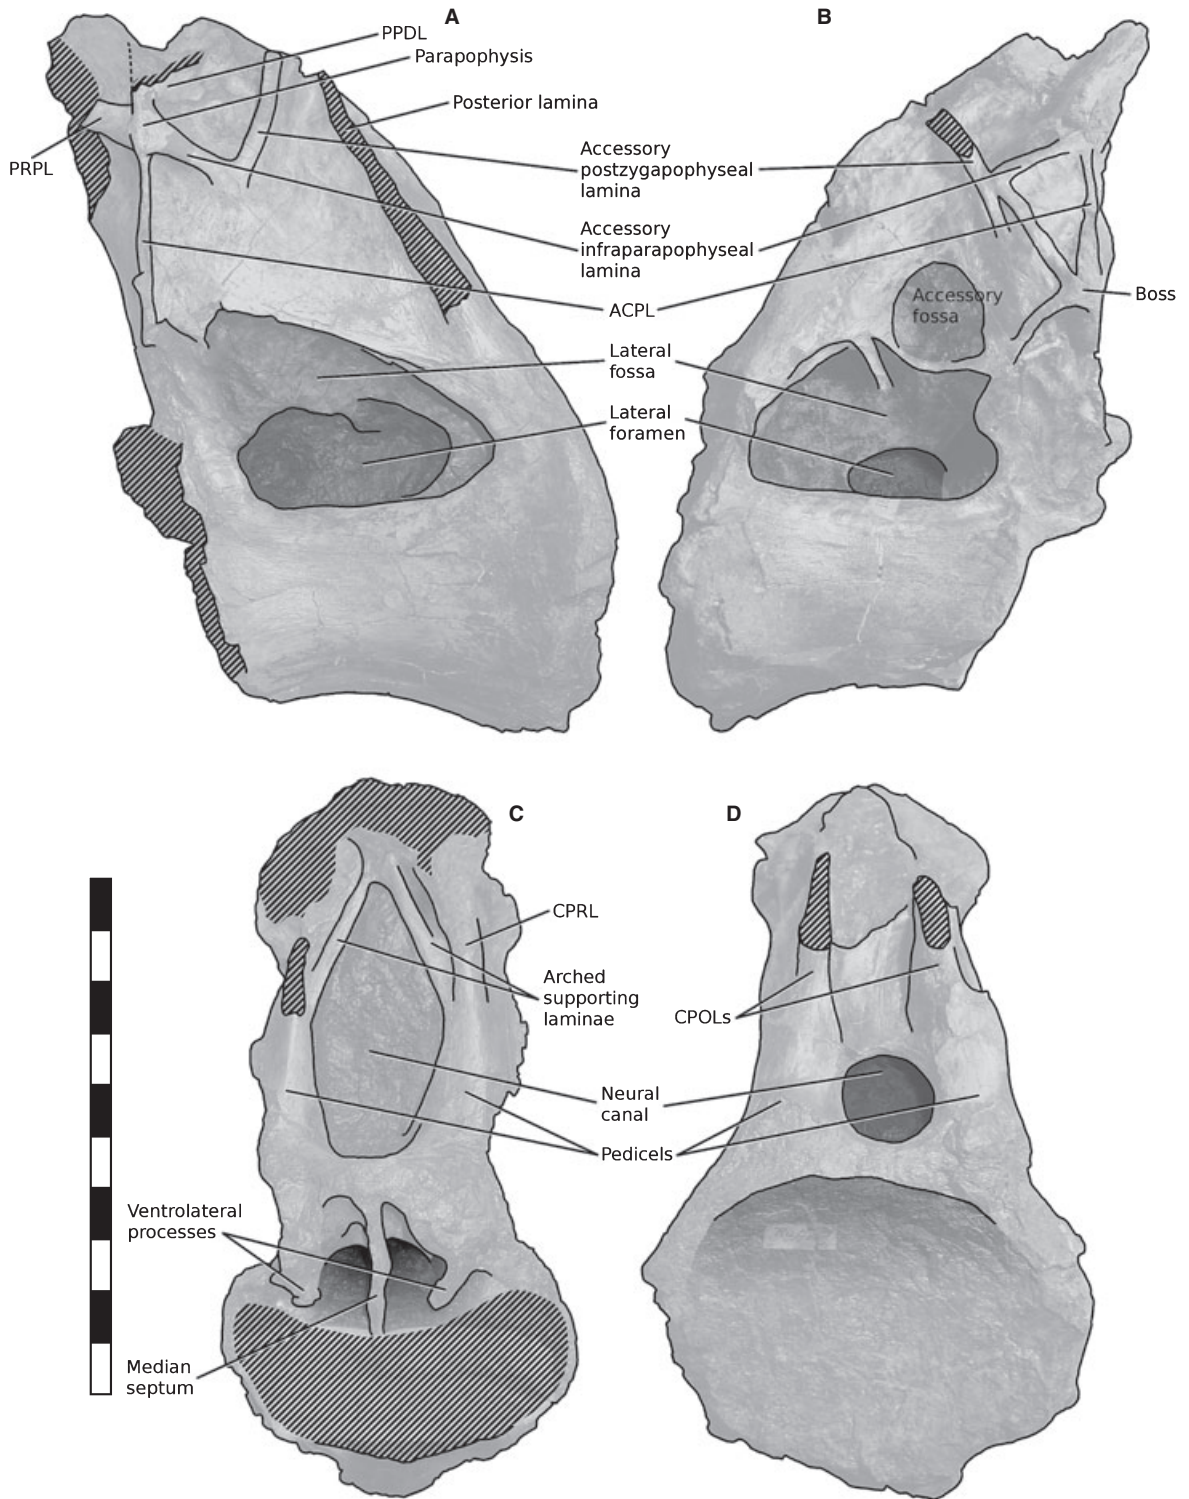 A
B
PPDL
Parapophysis
Posterior lamina
PRPL
Accessory
postzygapophyseal
lamina
Accessory
infraparapophyseal
lamina
ACPL
Accessory
fossa
Boss
Lateral
fossa
Lateral
foramen
C
D
CPRL
Arched
supporting
laminae
CPOLs
Neural
canal
Pedicels
Ventrolateral
processes
Median
septum